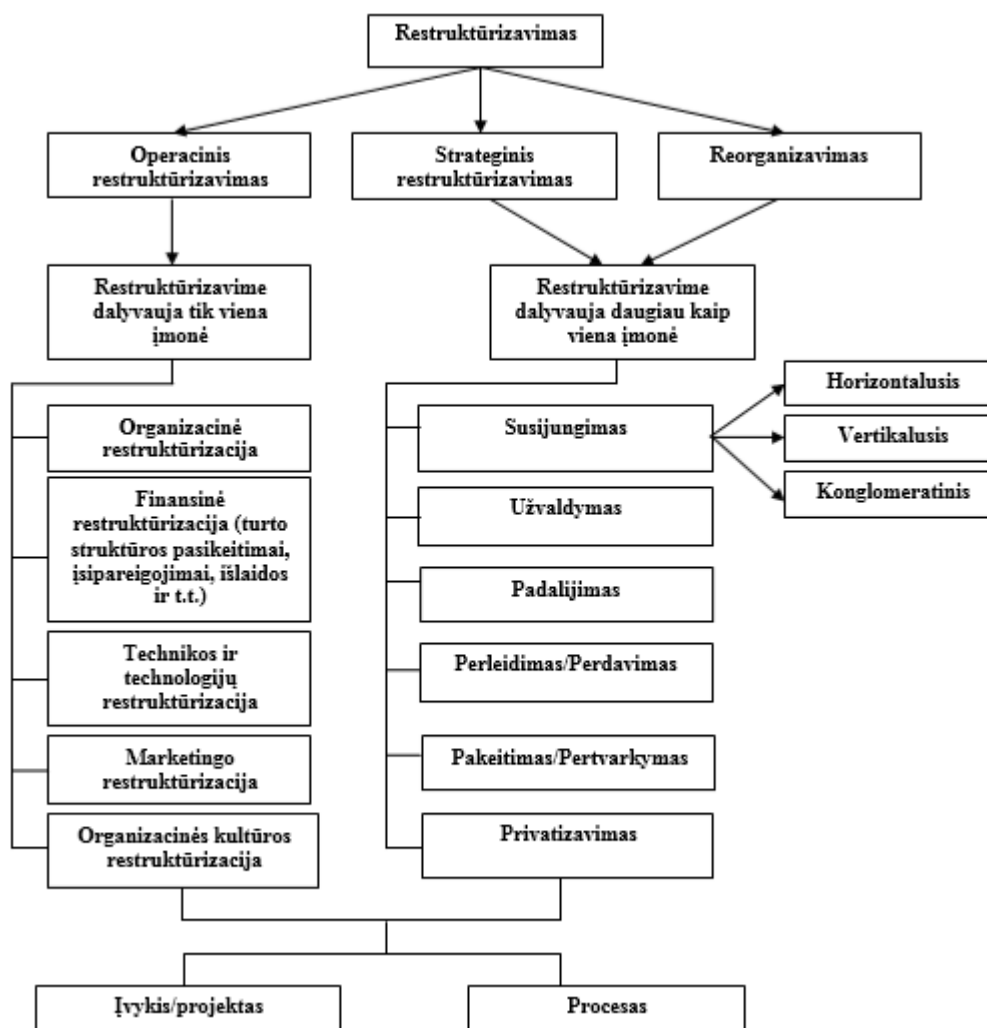 Restruktūrizavimas
Operacinis
restruktūrizavimas
Strateginis
restruktūrizavimas
Reorganizavimas
Restruktūrizavime
dalyvauja tik viena
įmonė
Restruktūrizavime
dalyvauja daugiau kaip
viena įmonė
Organizacinė
restruktūrizacija
Finansinė
restruktūrizacija (turto
struktūros pasikeitimai,
įsipareigojimai, išlaidos
ir t.t.)
Technikos ir
technologijų
restruktūrizacija
Marketingo
restruktūrizacija
Organizacinės kultūros
restruktūrizacija
Susijungimas
Horizontalusis
Vertikalusis
Konglomeratinis
Užvaldymas
Padalijimas
Perleidimas/Perdavimas
Pakeitimas/Pertvarkymas
Privatizavimas
Įvykis/projektas
Procesas